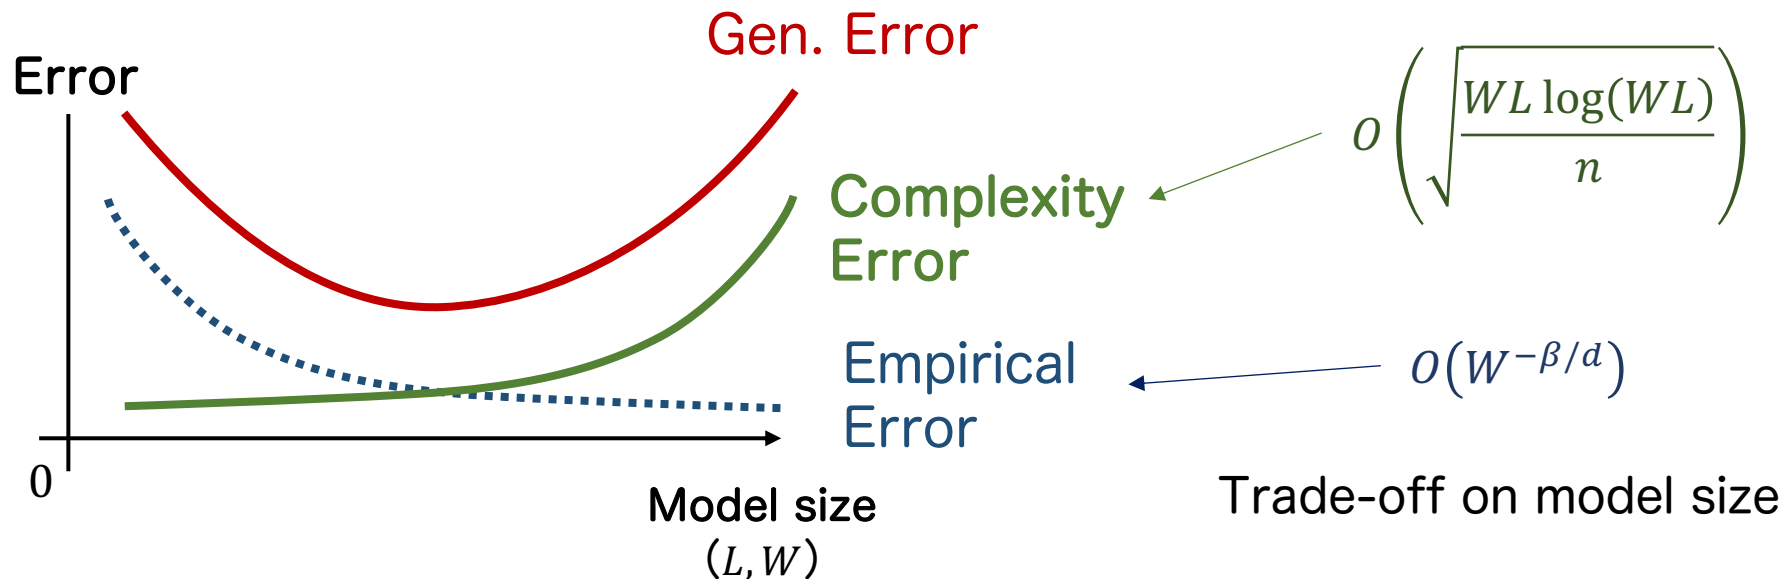 Gen. Error
Error
O(√(WL log(WL)/n))
Complexity
Error
Empirical
Error
O(W^{-β/d})
0
Model size
(L, W)
Trade-off on model size